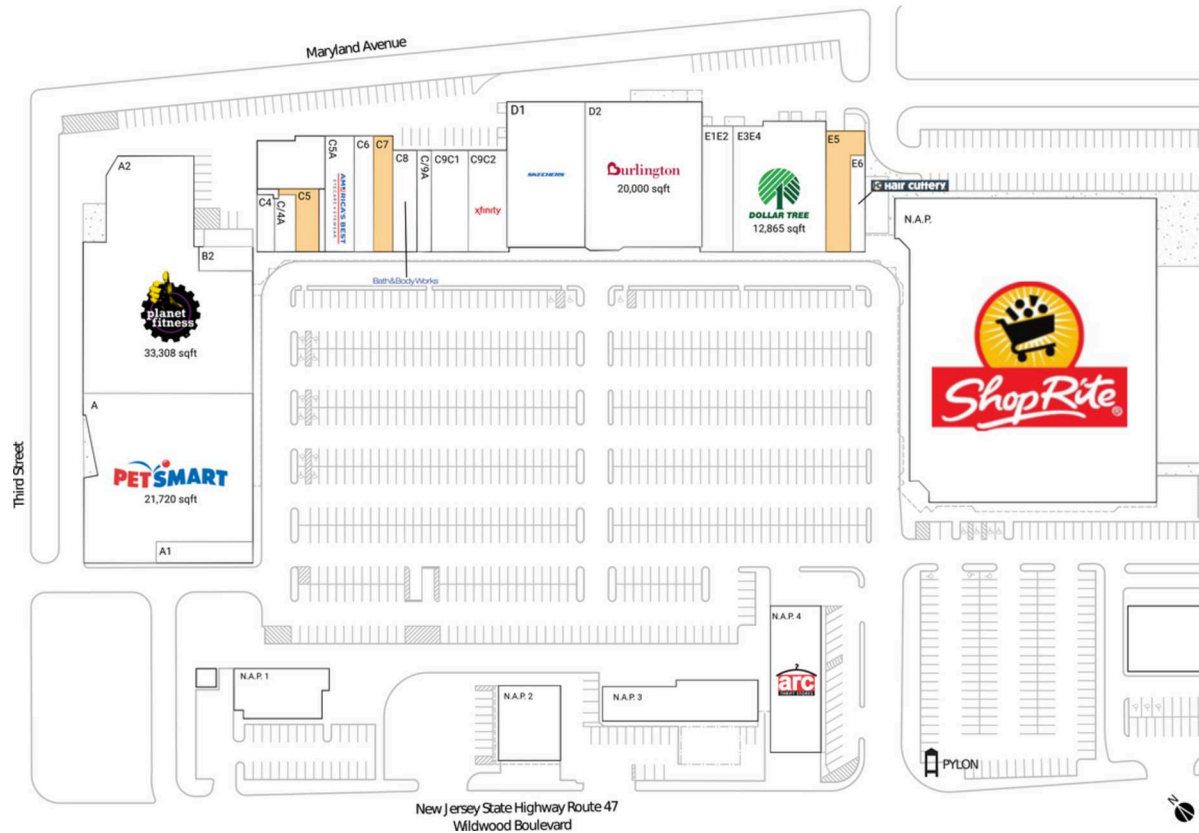 Maryland Avenue
A2
B2
planet
fitness
33,308 sqft
A
PETSMART
21,720 sqft
A1
Third Street
C4
C/4A
C5
C5A
AMERICA'S BEST
C6
C7
C8
Bath&BodyWorks
C/9A
C9C1
C9C2
xfinity
D1
SKECHERS
D2
Burlington
20,000 sqft
E1E2
E3E4
DOLLAR TREE
12,865 sqft
E5
E6
Hair Cuttery
N.A.P.
ShopRite®
N.A.P. 1
N.A.P. 2
N.A.P. 3
N.A.P. 4
arc
THRIFT STORES
PYLON
New Jersey State Highway Route 47
Wildwood Boulevard
N